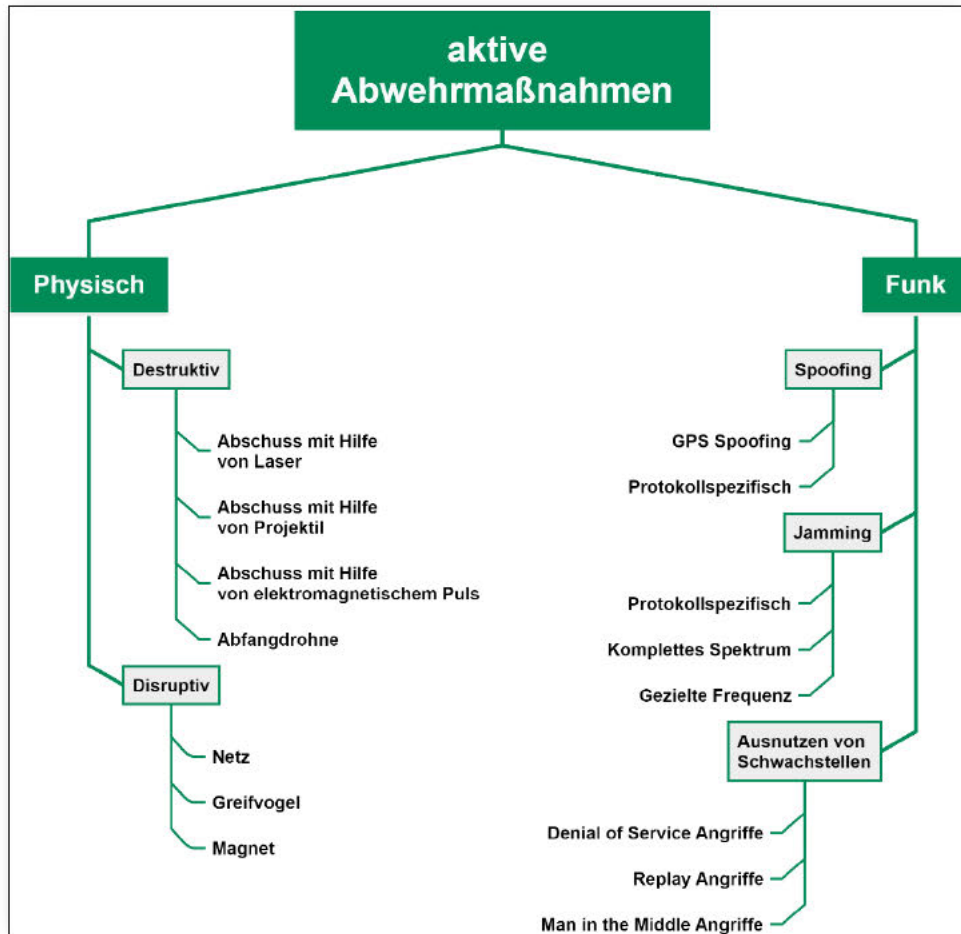 aktive
Abwehrmaßnahmen
Physisch
Destruktiv
Abschuss mit Hilfe
von Laser
Abschuss mit Hilfe
von Projektil
Abschuss mit Hilfe
von elektromagnetischem Puls
Abfangdrohne
Disruptiv
Netz
Greifvogel
Magnet
Funk
Spoofing
GPS Spoofing
Protokollspezifisch
Jamming
Protokollspezifisch
Komplettes Spektrum
Gezielte Frequenz
Ausnutzen von
Schwachstellen
Denial of Service Angriffe
Replay Angriffe
Man in the Middle Angriffe